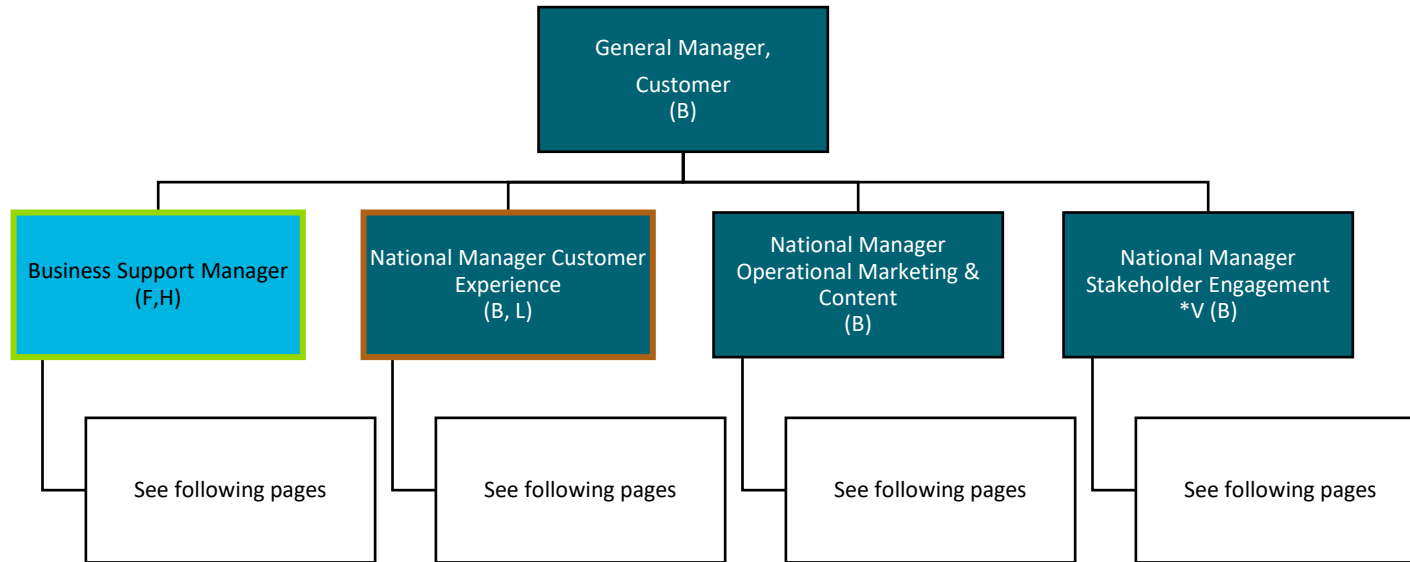 General Manager,
Customer
(B)
Business Support Manager
(F,H)
National Manager Customer
Experience
(B, L)
National Manager
Operational Marketing &
Content
(B)
National Manager
Stakeholder Engagement
*V (B)
See following pages
See following pages
See following pages
See following pages